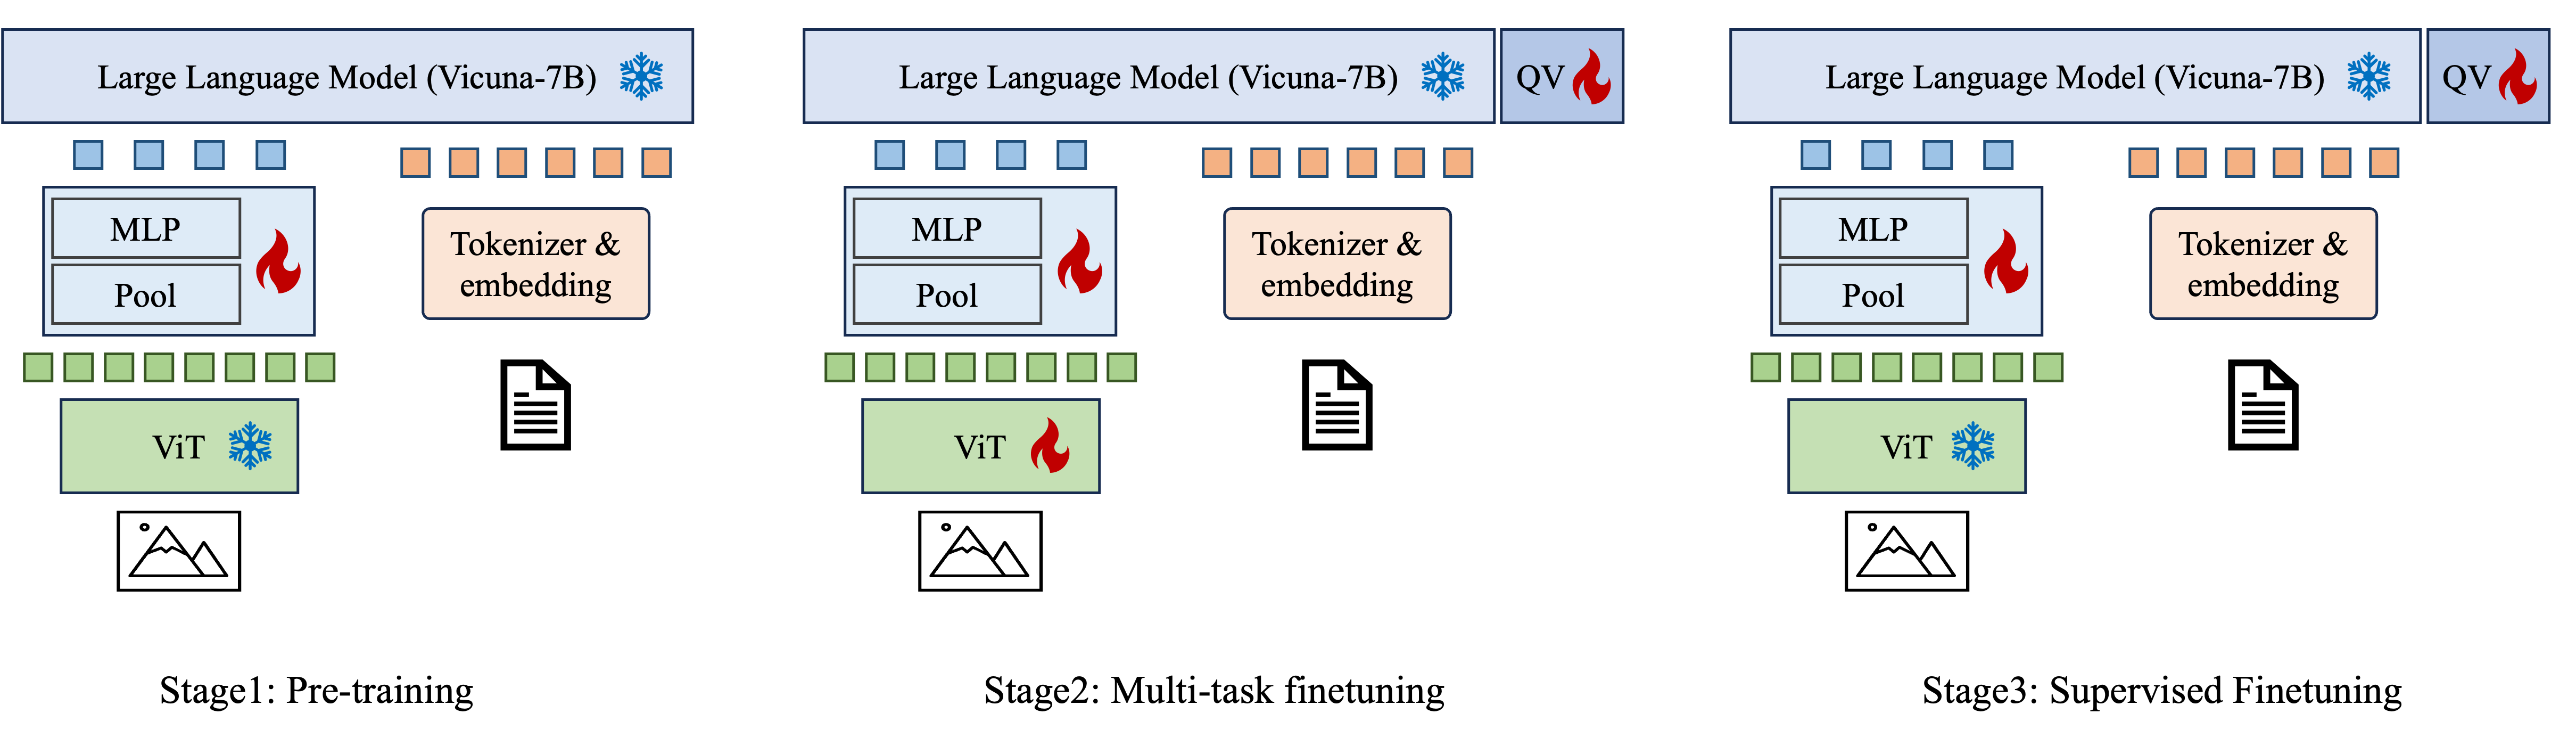 Large Language Model (Vicuna-7B)
MLP
Pool
Tokenizer &
embedding
ViT
Stage1: Pre-training
Large Language Model (Vicuna-7B)
QV
MLP
Pool
Tokenizer &
embedding
ViT
Stage2: Multi-task finetuning
Large Language Model (Vicuna-7B)
QV
MLP
Pool
Tokenizer &
embedding
ViT
Stage3: Supervised Finetuning